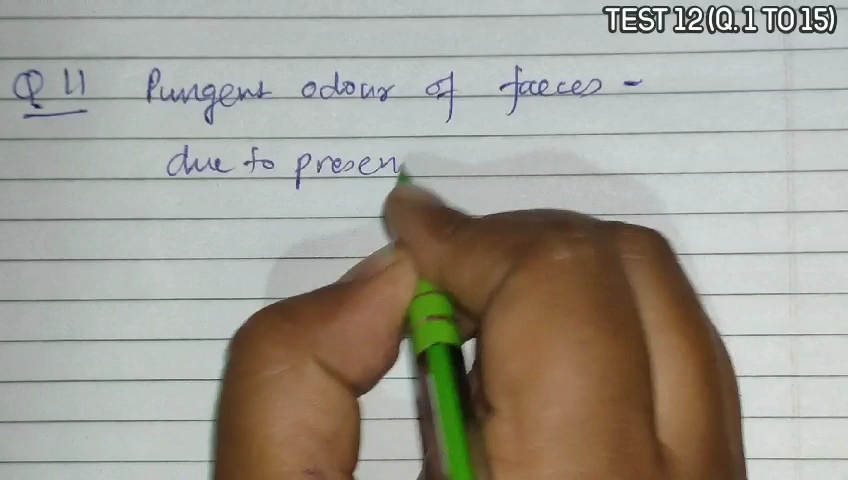 TEST 12 (Q. 1 TO 15)
Q 11 Pungent odour of faeces -
due to presen